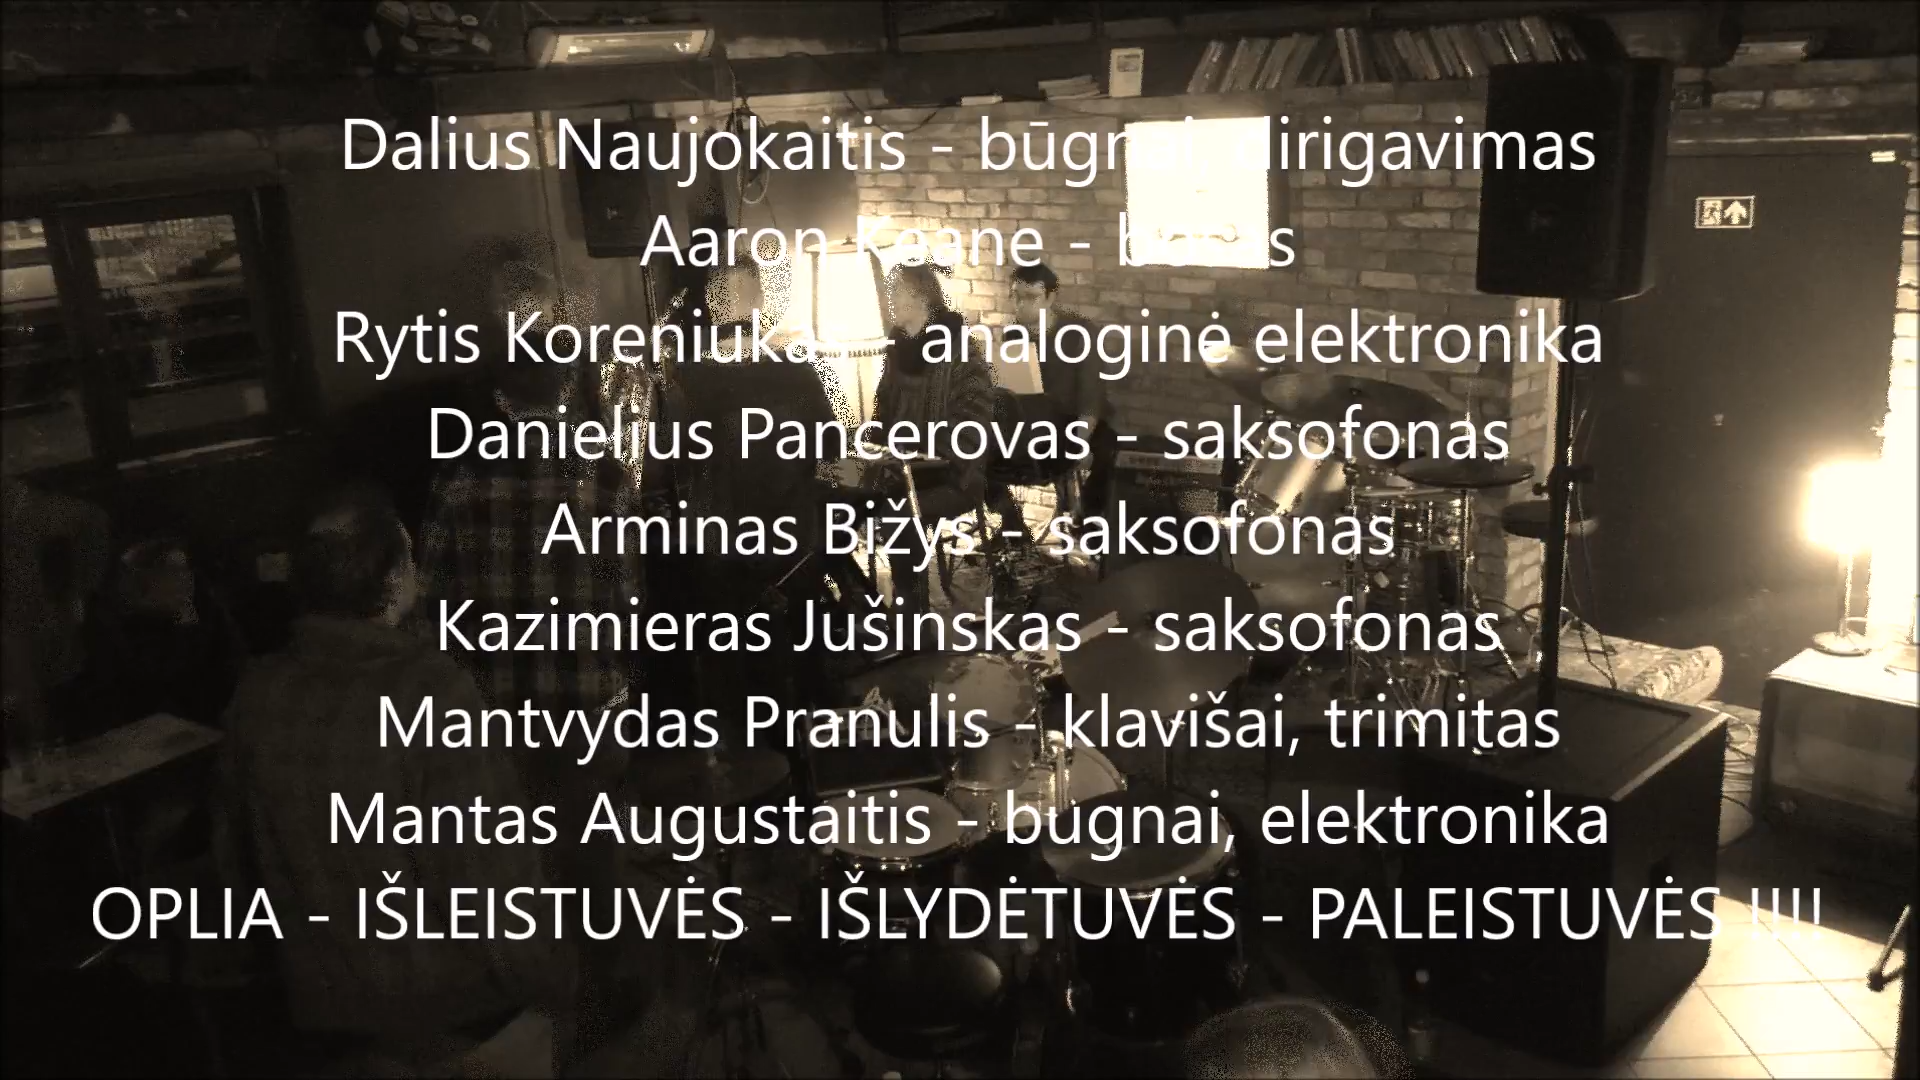 Dalius Naujokaitis - būgnai, dirigavimas
Aaron Keane - bosas
Rytis Koreniukas - analoginė elektronika
Danielius Pancerovas - saksofonas
Arminas Bižys - saksofonas
Kazimieras Jušinskas - saksofonas
Mantvydas Pranulis - klavišai, trimitas
Mantas Augustaitis - bugnai, elektronika
OPLIA - IŠLEISTUVĖS - IŠLYDĖTUVĖS - PALEISTUVĖS !!!!